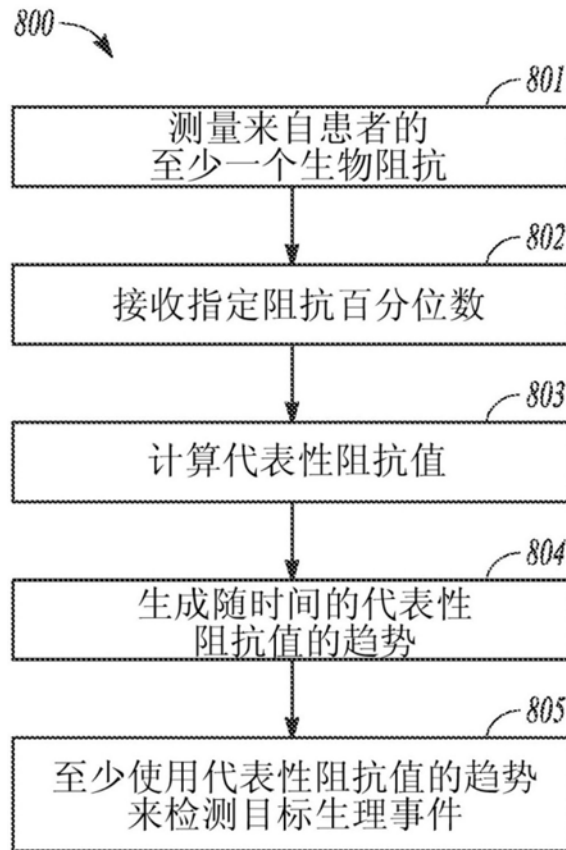 800
801
测量来自患者的
至少一个生物阻抗
802
接收指定阻抗百分位数
803
计算代表性阻抗值
804
生成随时间的代表性
阻抗值的趋势
805
至少使用代表性阻抗值的趋势
来检测目标生理事件